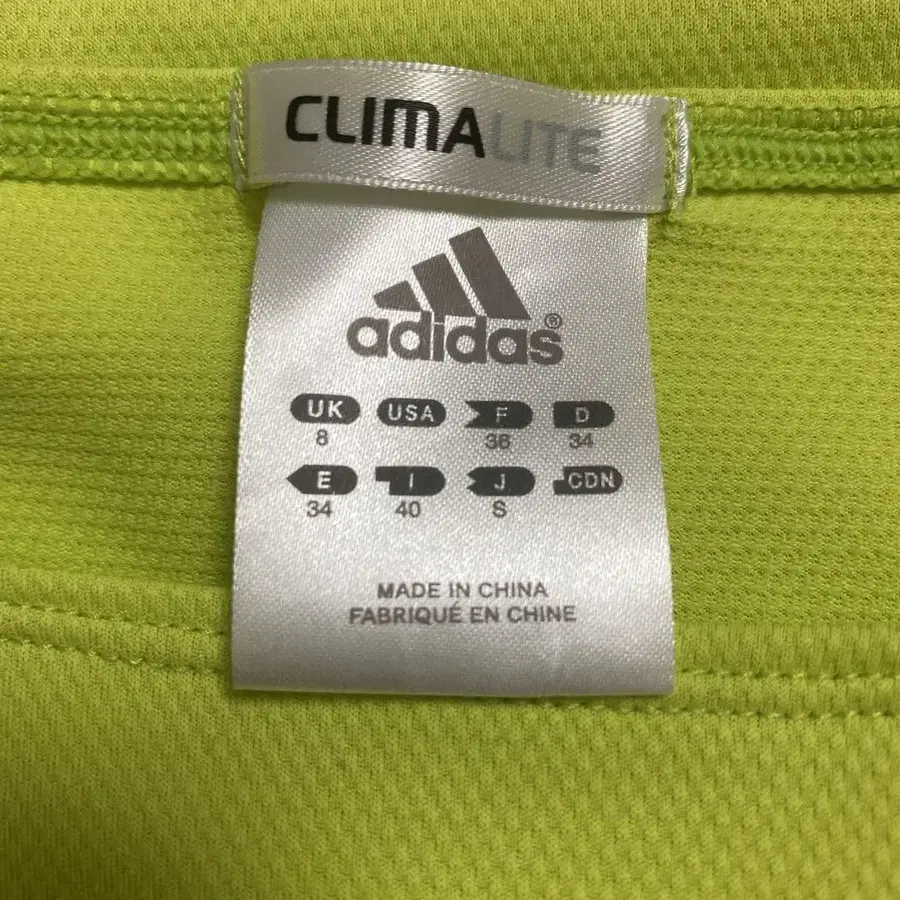 CLIMALITE
adidas®
UK USA F D
8 36 34
E I J CDN
34 40 S
MADE IN CHINA
FABRIQUÉ EN CHINE